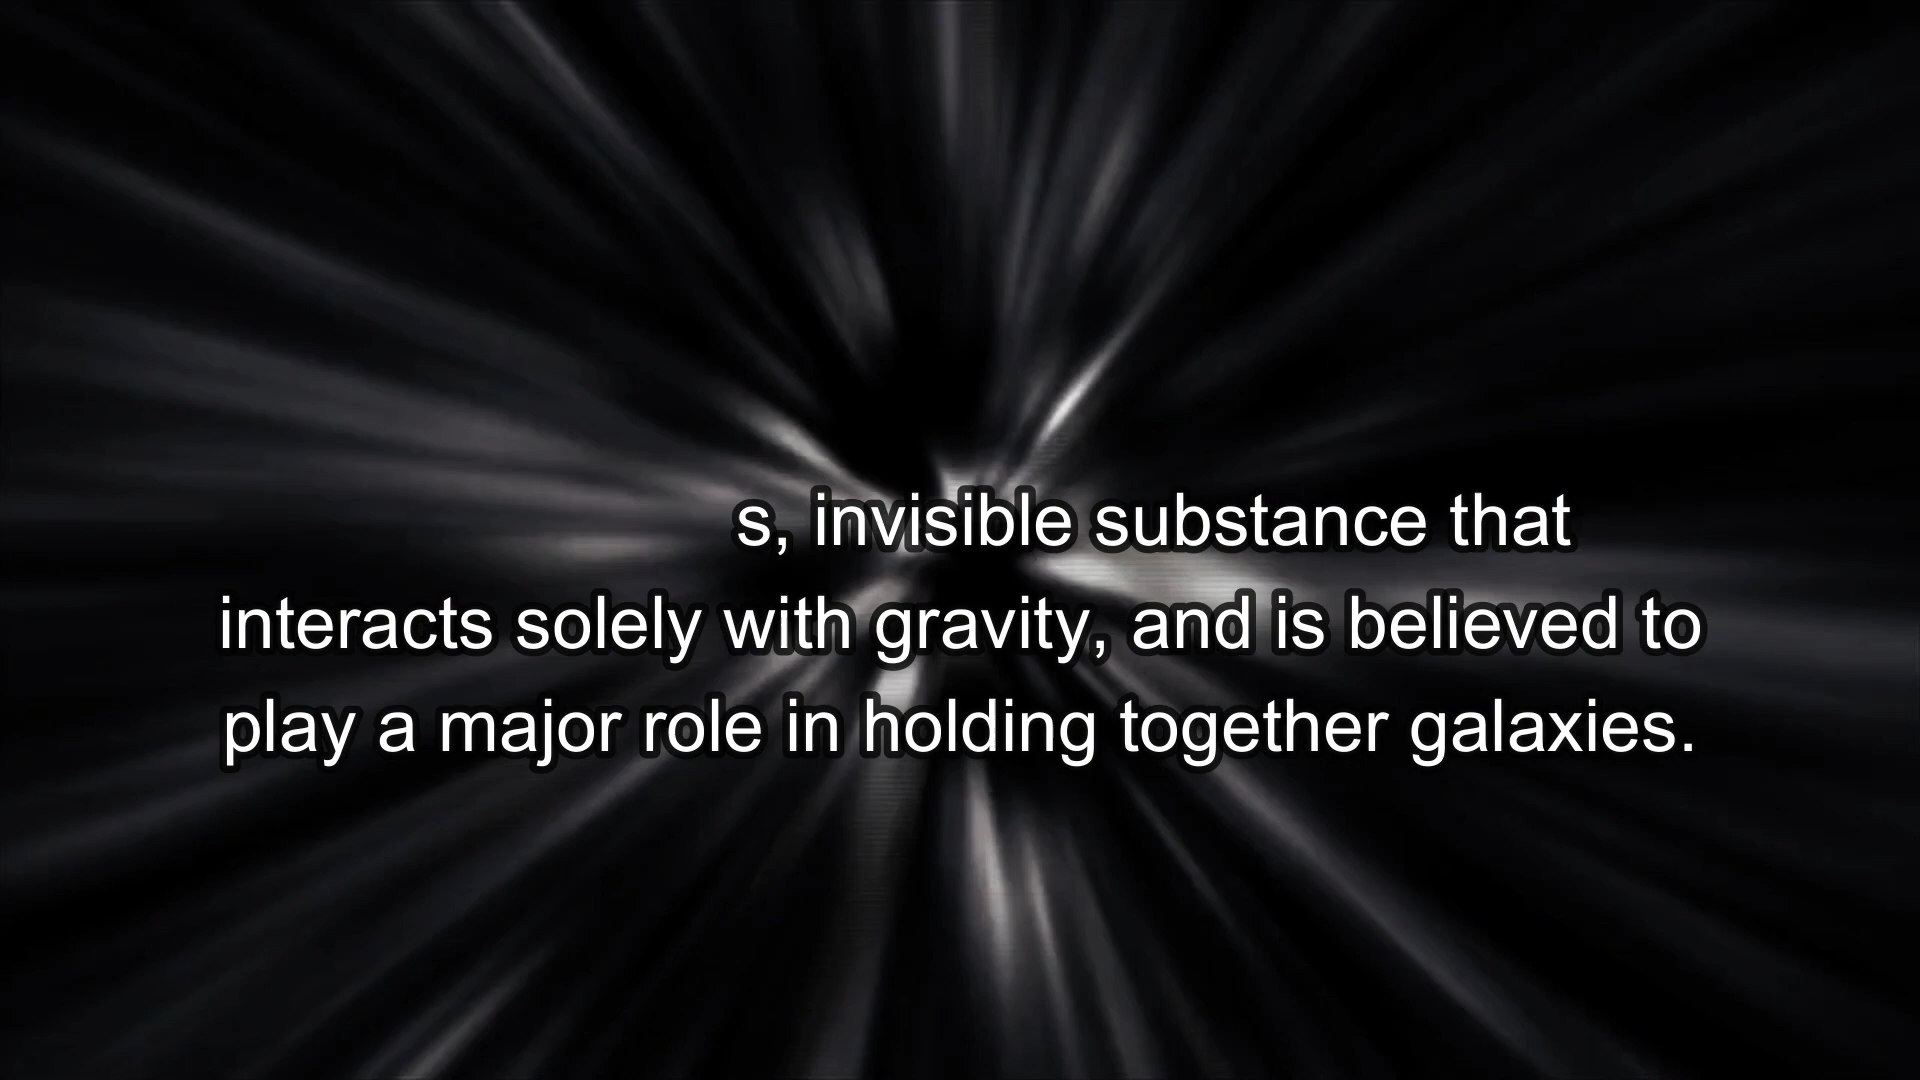 s, invisible substance that
interacts solely with gravity, and is believed to
play a major role in holding together galaxies.